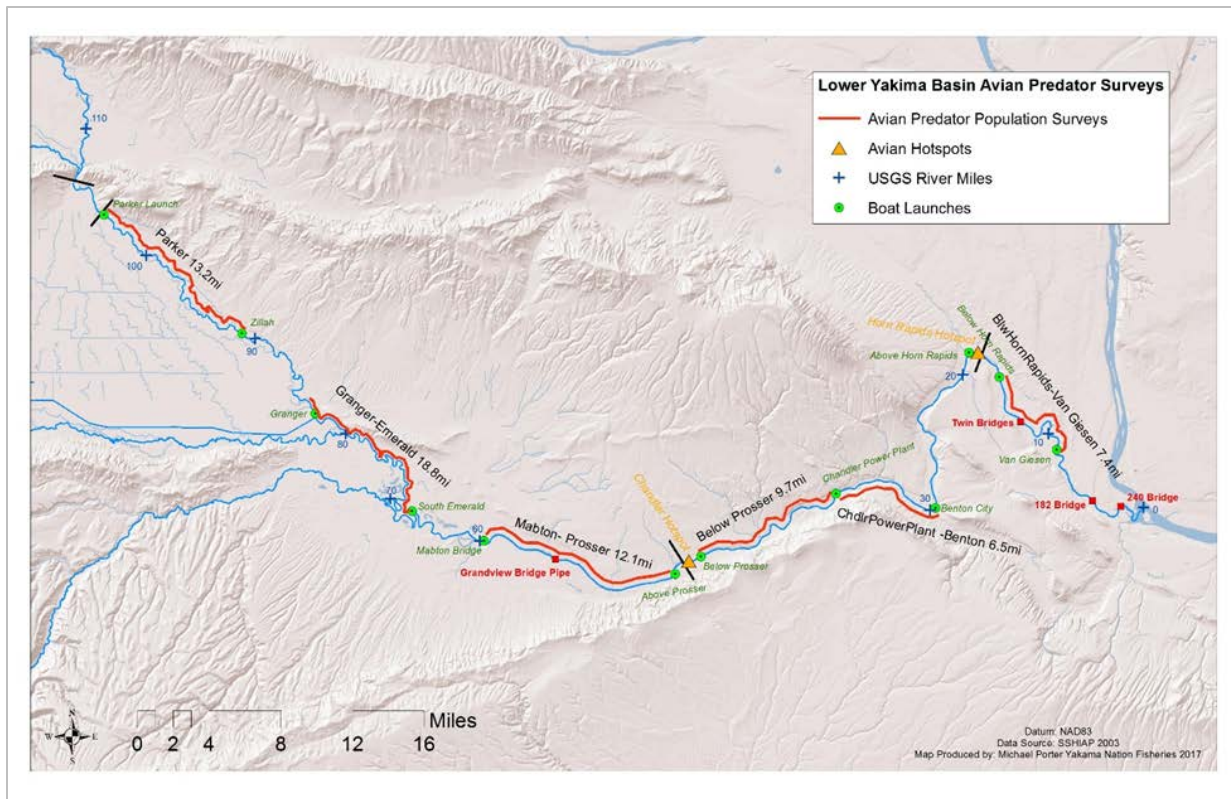 Lower Yakima Basin Avian Predator Surveys
Avian Predator Population Surveys
Avian Hotspots
USGS River Miles
Boat Launches
110
Parker Launch
Parker 13.2mi
100
Zillah
90
Granger
Granger-Emerald 18.8mi
80
70
South Emerald
60
Mabton Bridge
Mabton- Prosser 12.1mi
Grandview Bridge Pipe
Above Prosser
Chandler Hotspot
Below Prosser
Below Prosser 9.7mi
Chandler Power Plant
ChdlrPowerPlant -Benton 6.5mi
30
Benton City
20
Above Horn Rapids
Horn Rapids Hotspot
Below Horn Rapids
BlwHornRapids-Van Giesen 7.4mi
Twin Bridges
10
Van Giesen
182 Bridge
240 Bridge
0
N
W
E
S
Miles
0 2 4 8 12 16
Datum: NAD83
Data Source: SSHIAP 2003
Map Produced by: Michael Porter Yakama Nation Fisheries 2017